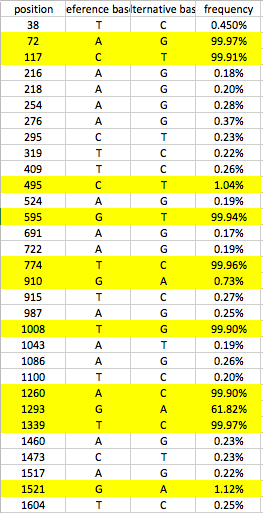 position eference bas lternative bas frequency
38 T C 0.450%
72 A G 99.97%
117 C T 99.91%
216 A G 0.18%
218 A G 0.20%
254 A G 0.28%
276 A G 0.37%
295 C T 0.23%
319 T C 0.22%
409 T C 0.26%
495 C T 1.04%
524 A G 0.19%
595 G T 99.94%
691 A G 0.17%
722 A G 0.19%
774 T C 99.96%
910 G A 0.73%
915 T C 0.27%
987 A G 0.25%
1008 T G 99.90%
1043 A T 0.19%
1086 A G 0.26%
1100 T C 0.20%
1260 A C 99.90%
1293 G A 61.82%
1339 T C 99.97%
1460 A G 0.23%
1473 C T 0.23%
1517 A G 0.22%
1521 G A 1.12%
1604 T C 0.25%